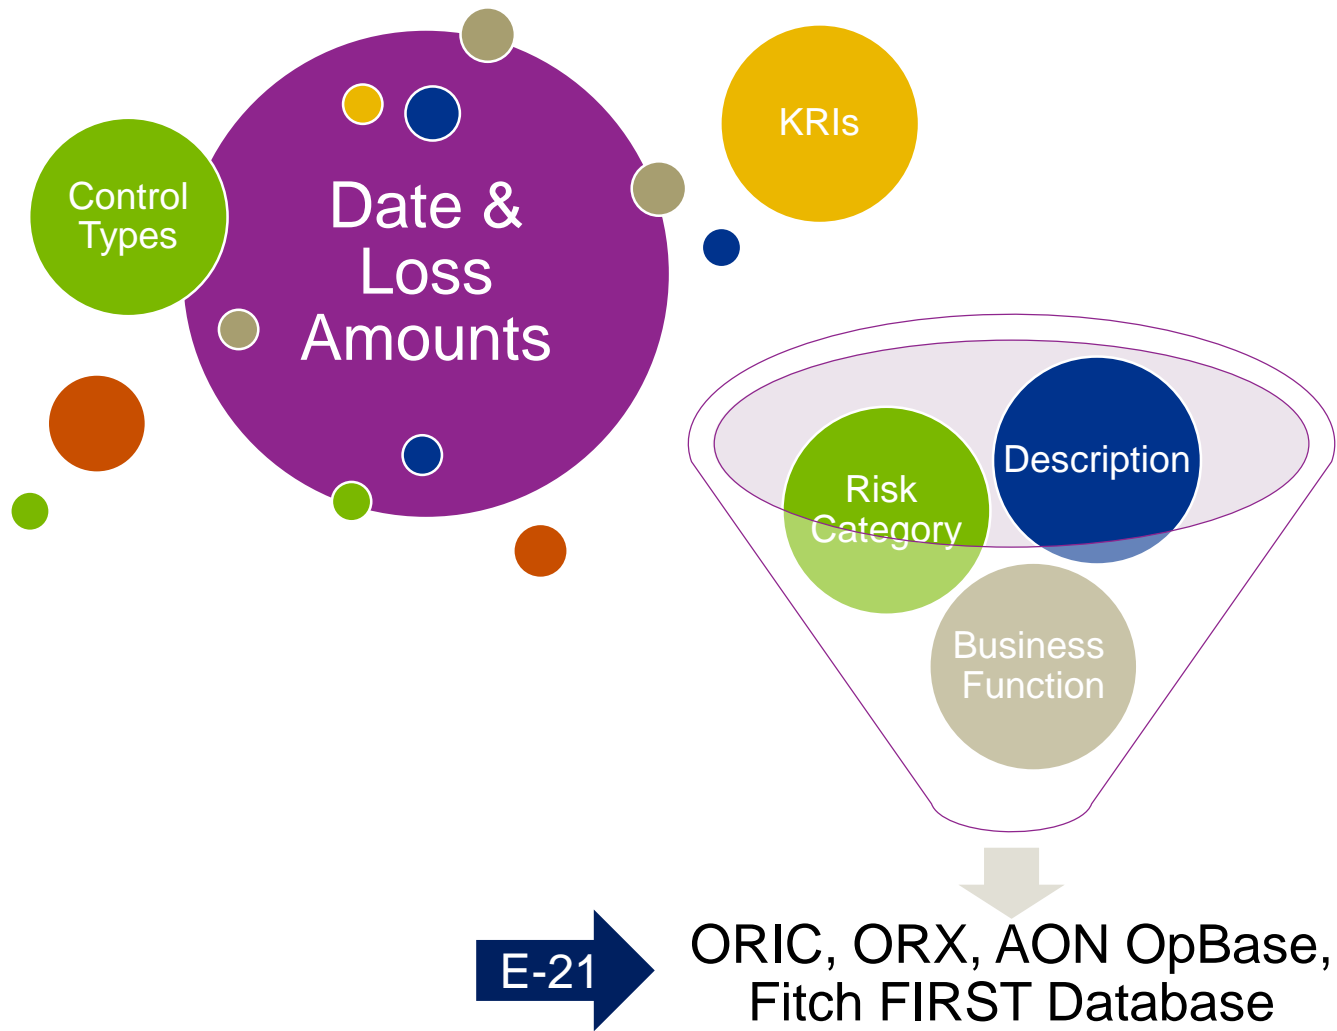 KRIs
Control
Types
Date &
Loss
Amounts
Description
Risk
Category
Business
Function
E-21
ORIC, ORX, AON OpBase,
Fitch FIRST Database